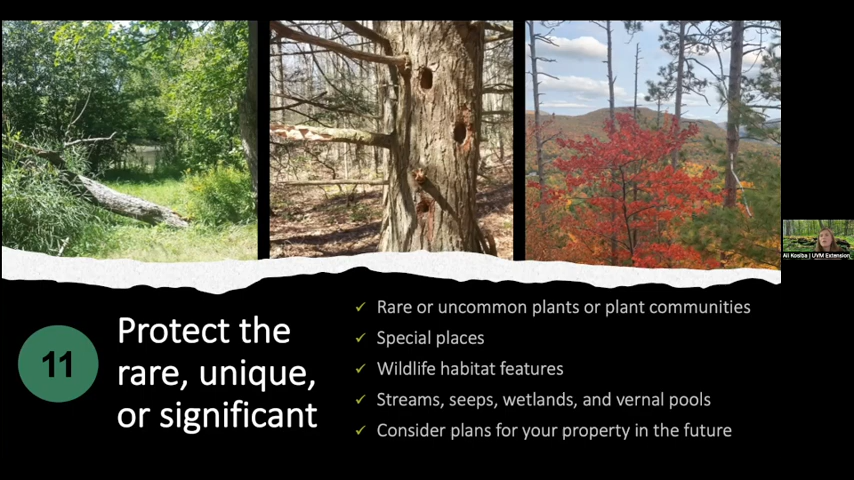 11
Protect the
rare, unique,
or significant
Rare or uncommon plants or plant communities
Special places
Wildlife habitat features
Streams, seeps, wetlands, and vernal pools
Consider plans for your property in the future
Ali Kosiba | UVM Extension